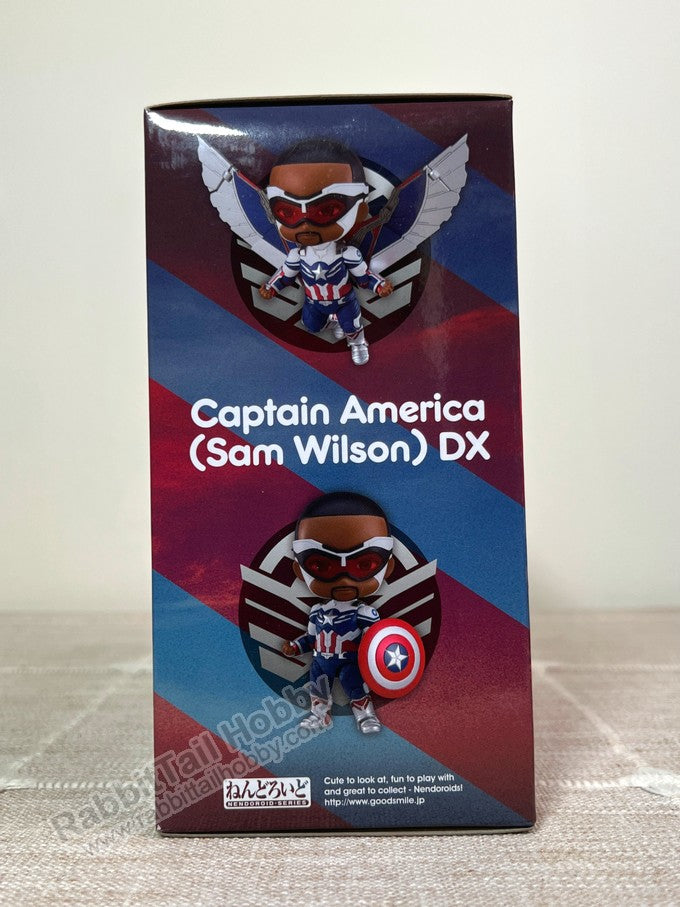 Captain America
(Sam Wilson) DX
RabbitTail Hobby
www.rabbittailhobby.com
ねんどろいど
NENDOROID-SERIES
Cute to look at, fun to play with
and great to collect - Nendoroids!
http://www.goodsmile.jp